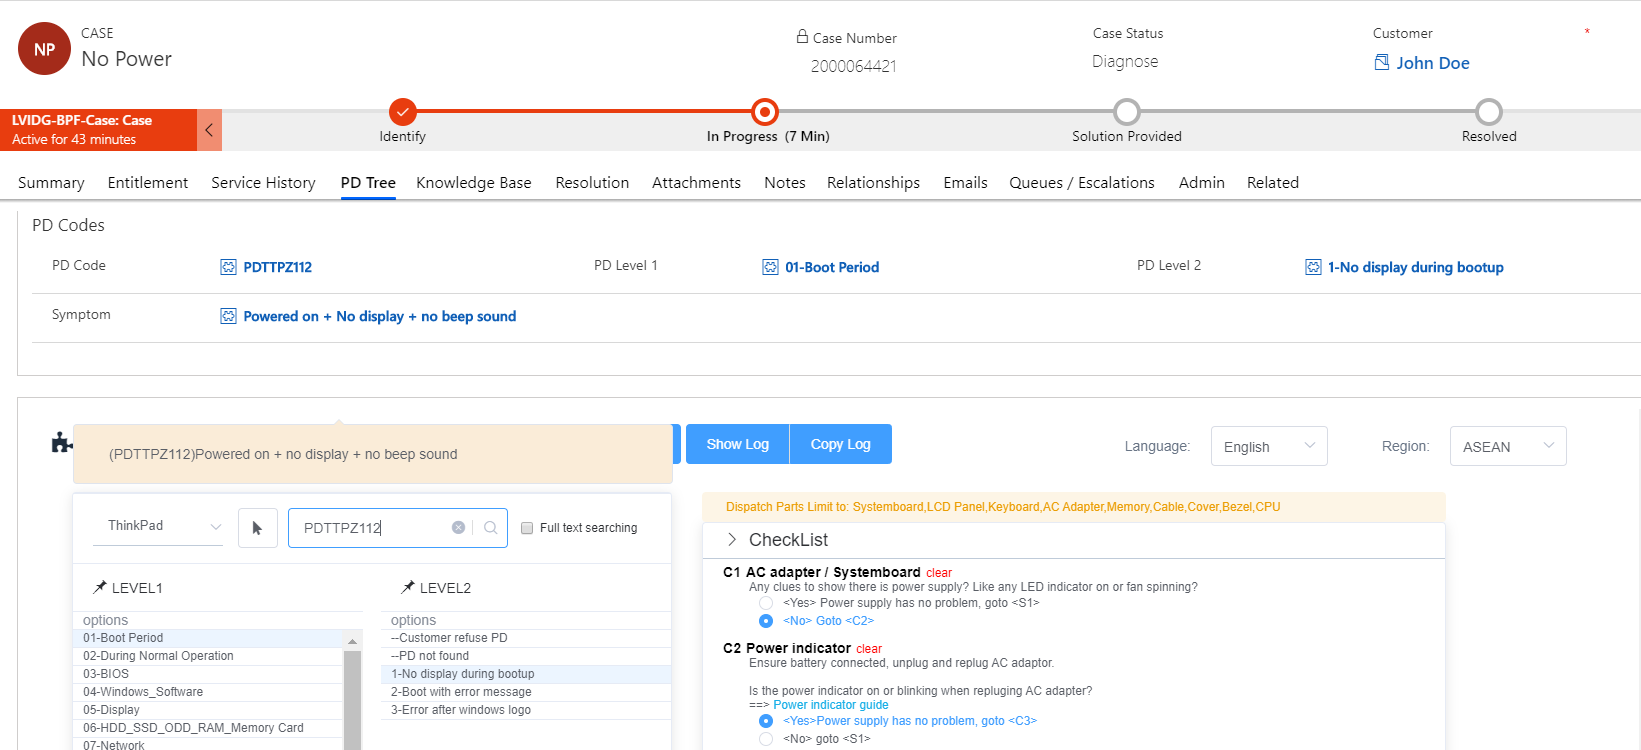 NP
CASE
No Power
Case Number
2000064421
Case Status
Diagnose
Customer
*
John Doe
LVIDG-BPF-Case: Case
Active for 43 minutes
Identify
In Progress (7 Min)
Solution Provided
Resolved
Summary Entitlement Service History PD Tree Knowledge Base Resolution Attachments Notes Relationships Emails Queues / Escalations Admin Related
PD Codes
PD Code PDTTPZ112 PD Level 1 01-Boot Period PD Level 2 1-No display during bootup
Symptom Powered on + No display + no beep sound
(PDTTPZ112)Powered on + no display + no beep sound
Show Log Copy Log
Language: English Region: ASEAN
ThinkPad PDTTPZ112 Full text searching
LEVEL1
options
01-Boot Period
02-During Normal Operation
03-BIOS
04-Windows_Software
05-Display
06-HDD_SSD_ODD_RAM_Memory Card
07-Network
LEVEL2
options
--Customer refuse PD
--PD not found
1-No display during bootup
2-Boot with error message
3-Error after windows logo
Dispatch Parts Limit to: Systemboard,LCD Panel,Keyboard,AC Adapter,Memory,Cable,Cover,Bezel,CPU
CheckList
C1 AC adapter / Systemboard clear
Any clues to show there is power supply? Like any LED indicator on or fan spinning?
<Yes> Power supply has no problem, goto <S1>
<No> Goto <C2>
C2 Power indicator clear
Ensure battery connected, unplug and replug AC adaptor.
Is the power indicator on or blinking when repluging AC adapter?
==> Power indicator guide
<Yes>Power supply has no problem, goto <C3>
<No> goto <S1>